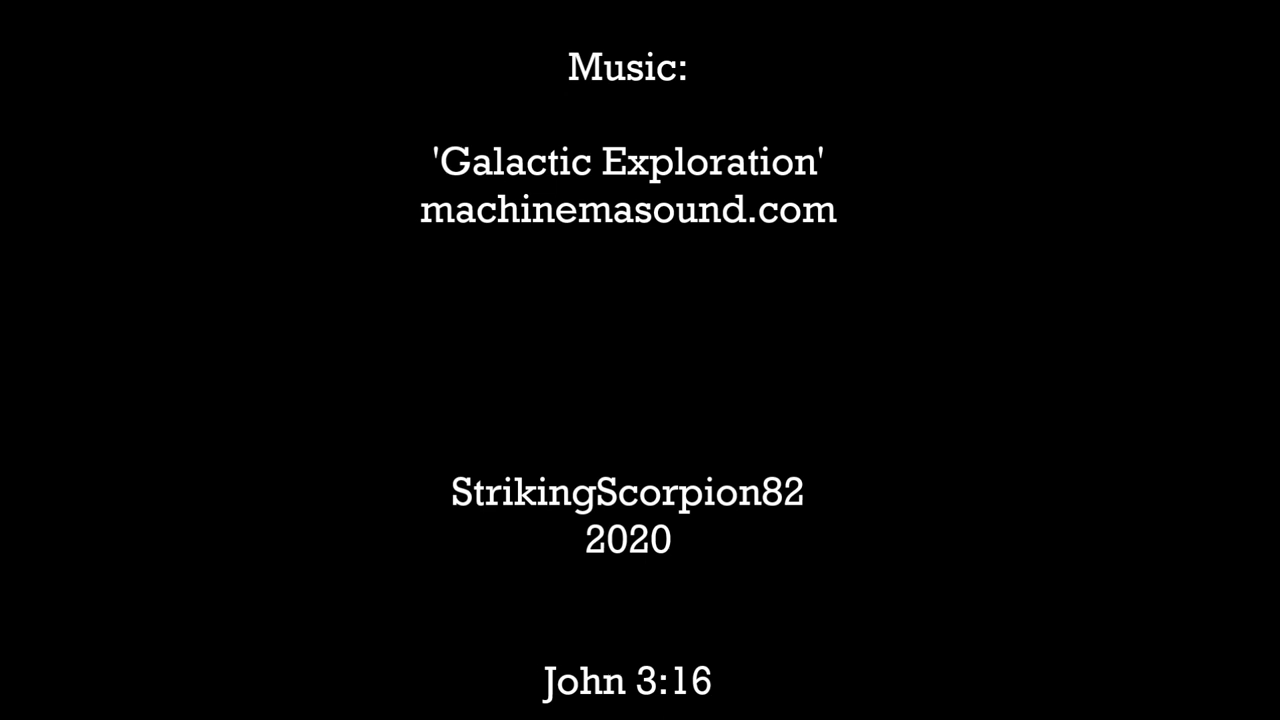 Music:
'Galactic Exploration'
machinemasound.com
StrikingScorpion82
2020
John 3:16